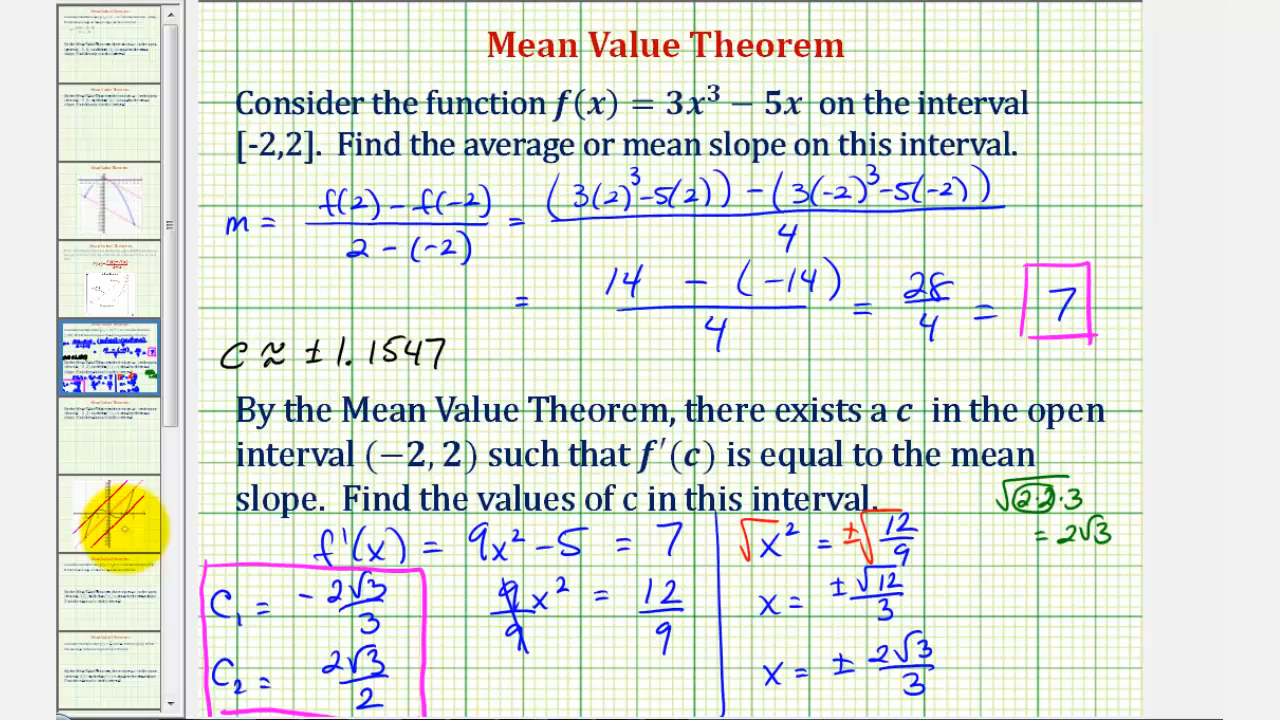 Mean Value Theorem
Consider the function f(x) = 3x³ − 5x on the interval
[-2,2]. Find the average or mean slope on this interval.
m = f(2) - f(-2) / 2 - (-2) = (3(2)³ - 5(2)) - (3(-2)³ - 5(-2)) / 4
= 14 - (-14) / 4 = 28/4 = 7
c ≈ ± 1.1547
By the Mean Value Theorem, there exists a c in the open
interval (−2, 2) such that f′(c) is equal to the mean
slope. Find the values of c in this interval.
√2·2·3
= 2√3
f'(x) = 9x² - 5 = 7
9/9 x² = 12/9
√x² = ±√12/9
x = ± √12/3
x = ± 2√3/3
C₁ = - 2√3/3
C₂ = 2√3/2